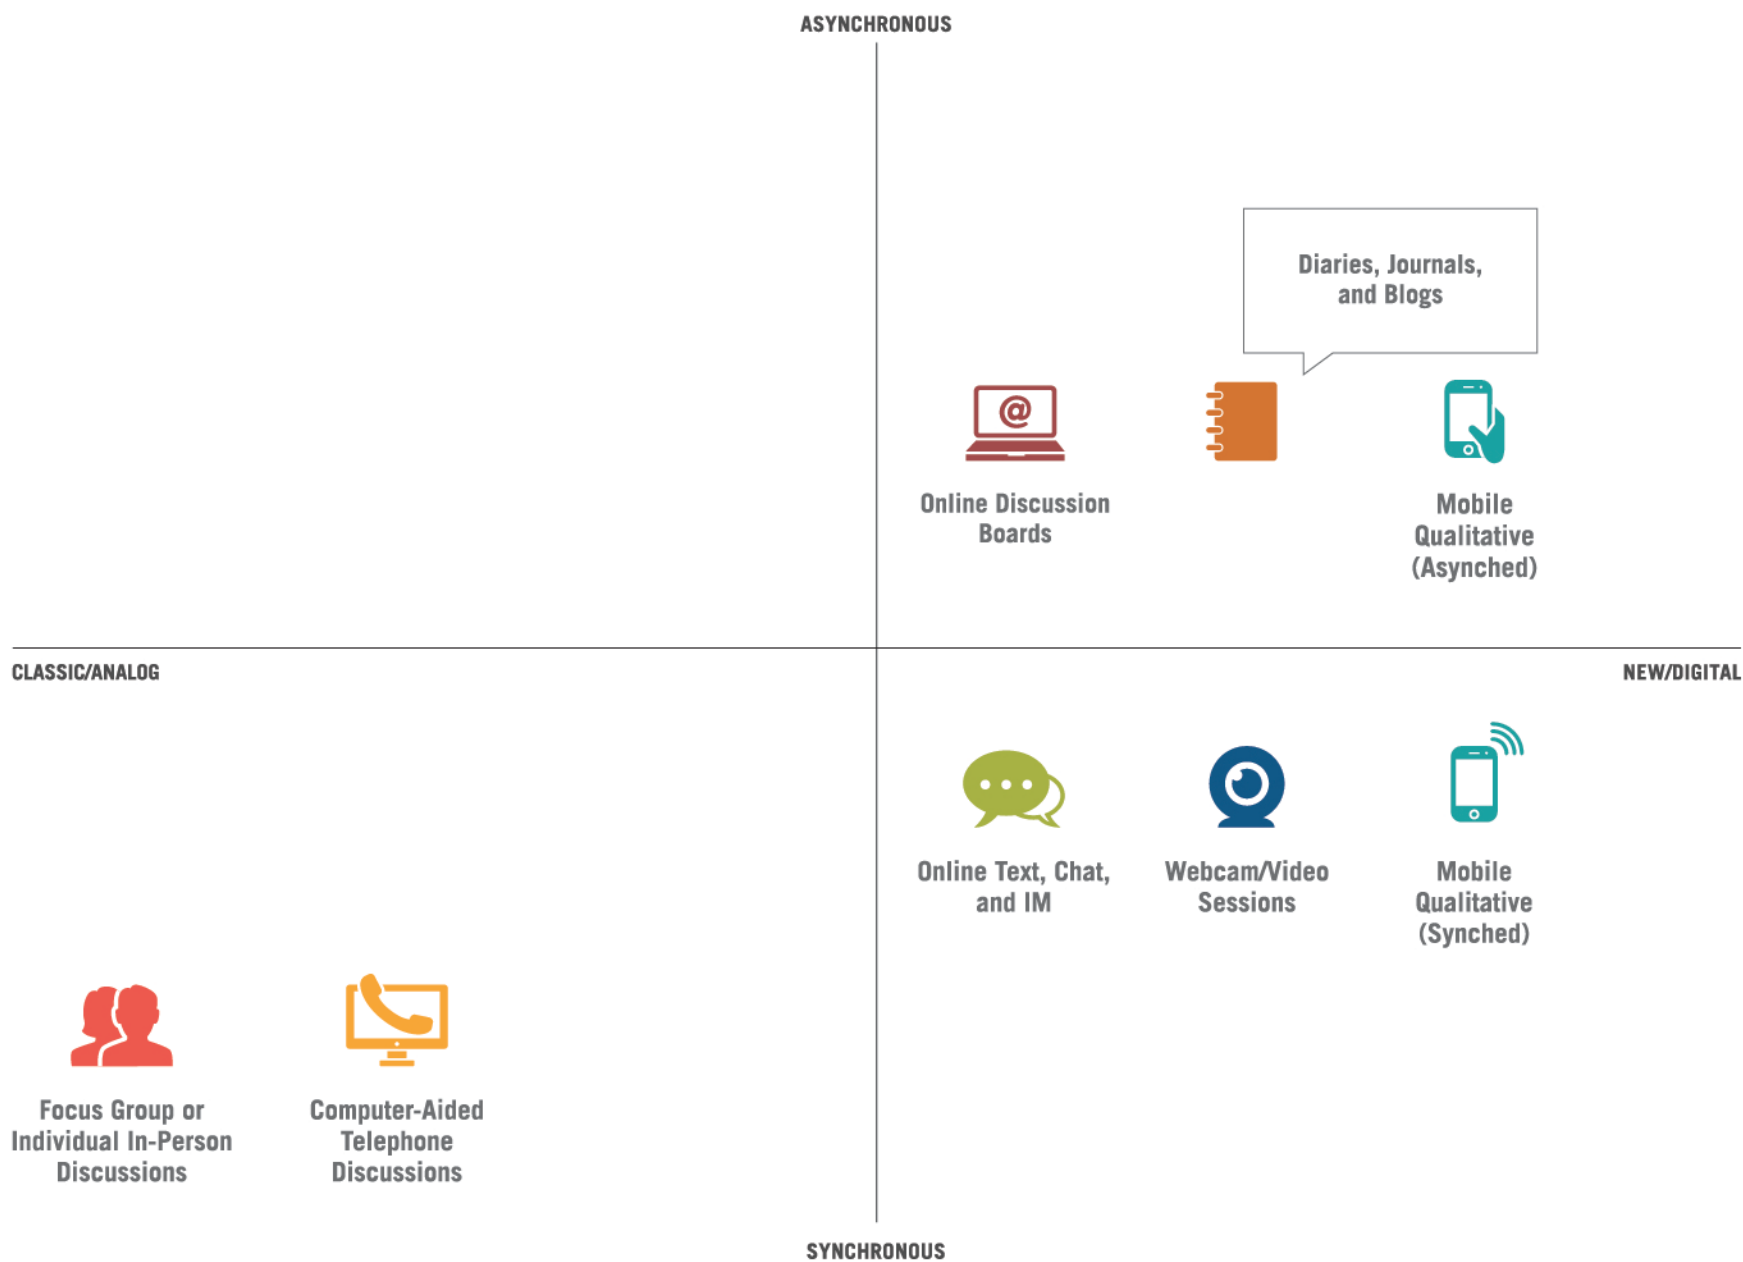 ASYNCHRONOUS
Diaries, Journals,
and Blogs
@
Online Discussion
Boards
Mobile
Qualitative
(Asynched)
CLASSIC/ANALOG
NEW/DIGITAL
Online Text, Chat,
and IM
Webcam/Video
Sessions
Mobile
Qualitative
(Synched)
Focus Group or
Individual In-Person
Discussions
Computer-Aided
Telephone
Discussions
SYNCHRONOUS